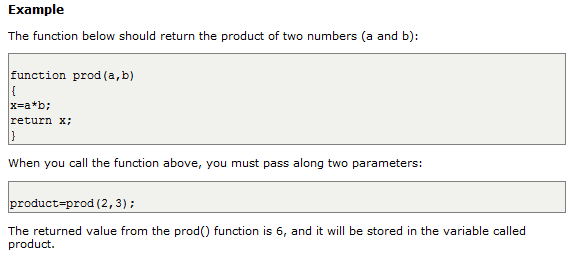 Example
The function below should return the product of two numbers (a and b):
function prod(a,b)
{
x=a*b;
return x;
}
When you call the function above, you must pass along two parameters:
product=prod(2,3);
The returned value from the prod() function is 6, and it will be stored in the variable called
product.